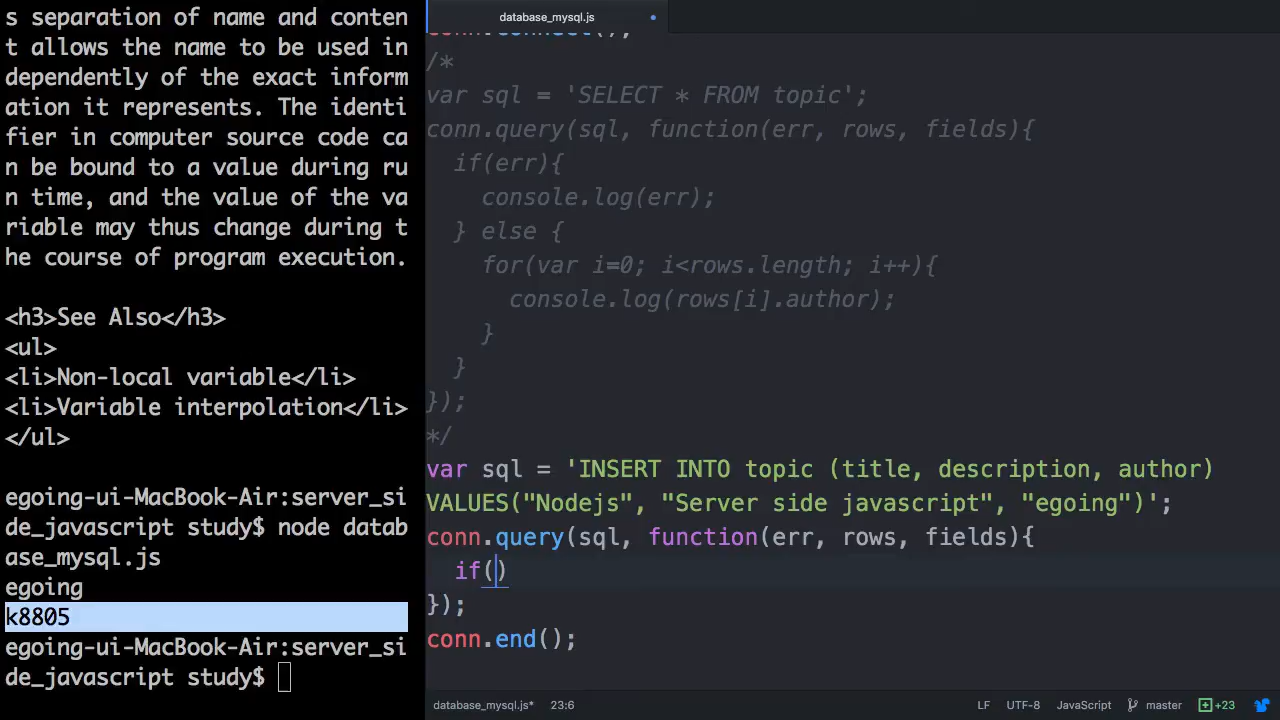 s separation of name and conten
t allows the name to be used in
dependently of the exact inform
ation it represents. The identi
fier in computer source code ca
n be bound to a value during ru
n time, and the value of the va
riable may thus change during t
he course of program execution.
<h3>See Also</h3>
<ul>
<li>Non-local variable</li>
<li>Variable interpolation</li>
</ul>
egoing-ui-MacBook-Air:server_si
de_javascript study$ node datab
ase_mysql.js
egoing
k8805
egoing-ui-MacBook-Air:server_si
de_javascript study$
database_mysql.js
conn.connect();
/*
var sql = 'SELECT * FROM topic';
conn.query(sql, function(err, rows, fields){
if(err){
console.log(err);
} else {
for(var i=0; i<rows.length; i++){
console.log(rows[i].author);
}
}
});
*/
var sql = 'INSERT INTO topic (title, description, author)
VALUES("Nodejs", "Server side javascript", "egoing")';
conn.query(sql, function(err, rows, fields){
if()
});
conn.end();
database_mysql.js* 23:6 LF UTF-8 JavaScript master +23